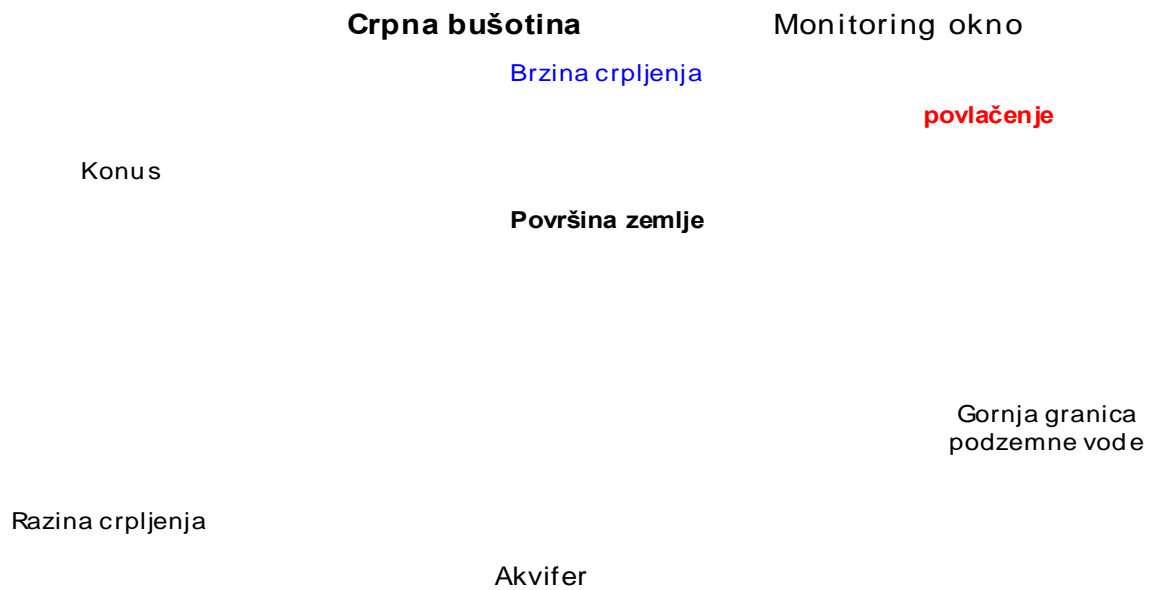 Crpna bušotina
Monitoring okno
Brzina crpljenja
povlačenje
Konus
Površina zemlje
Gornja granica
podzemne vode
Razina crpljenja
Akvifer